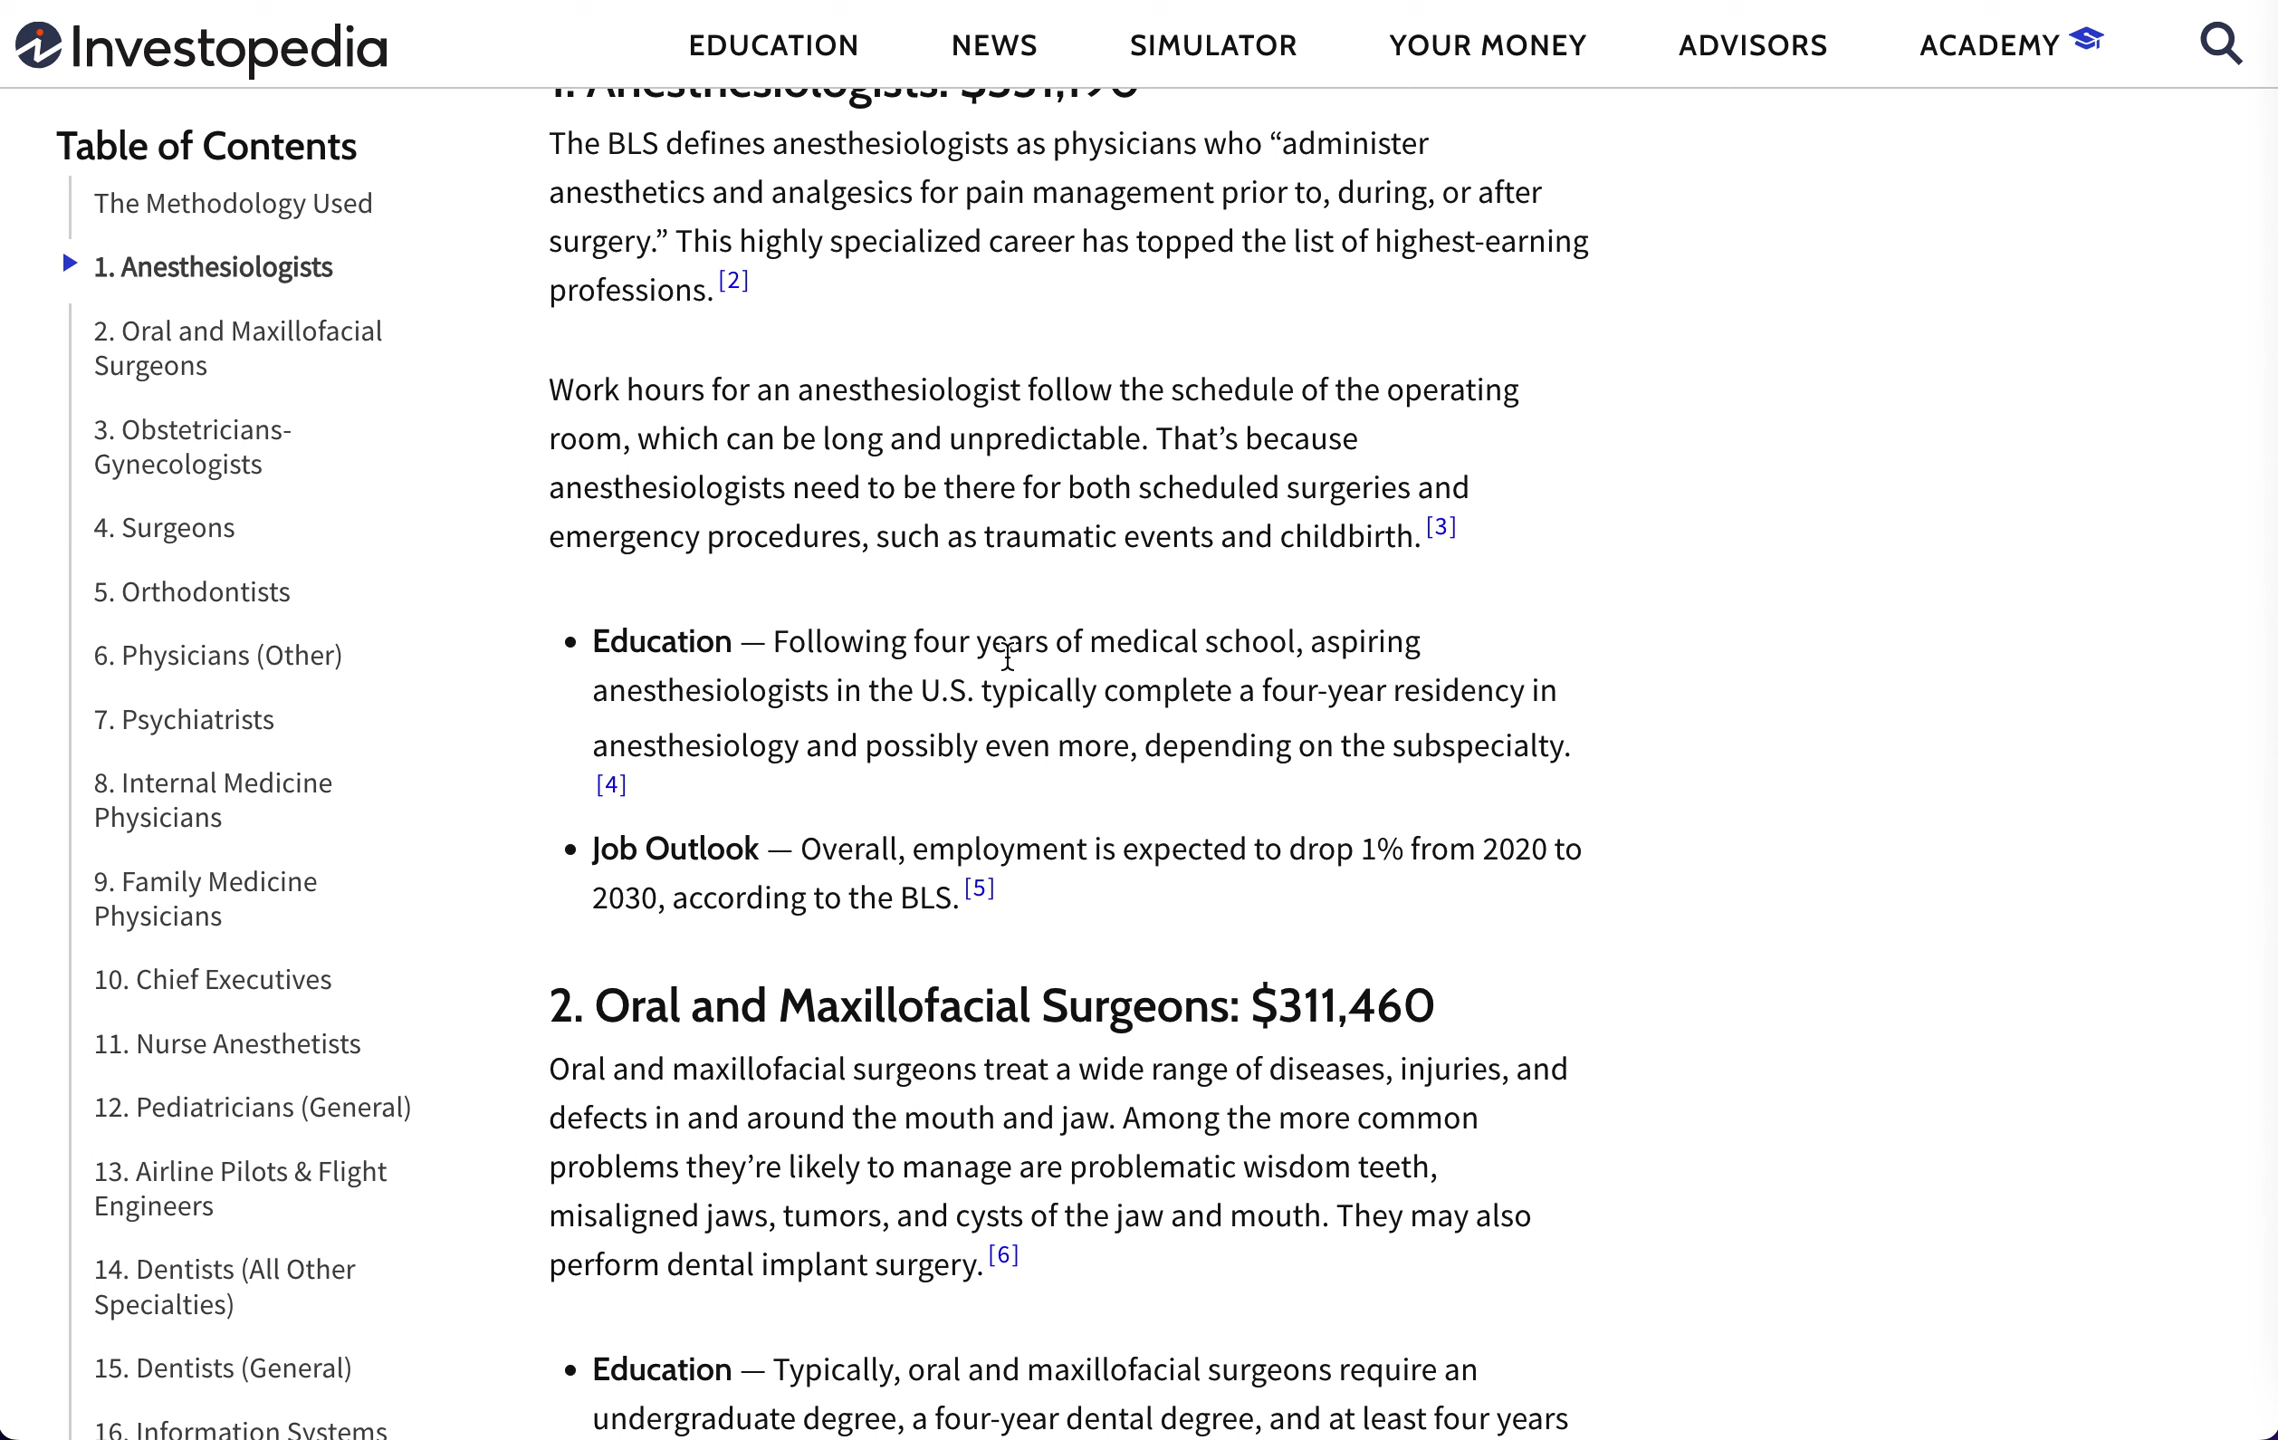 Investopedia
EDUCATION NEWS SIMULATOR YOUR MONEY ADVISORS ACADEMY
Table of Contents
The Methodology Used
1. Anesthesiologists
2. Oral and Maxillofacial
Surgeons
3. Obstetricians-
Gynecologists
4. Surgeons
5. Orthodontists
6. Physicians (Other)
7. Psychiatrists
8. Internal Medicine
Physicians
9. Family Medicine
Physicians
10. Chief Executives
11. Nurse Anesthetists
12. Pediatricians (General)
13. Airline Pilots & Flight
Engineers
14. Dentists (All Other
Specialties)
15. Dentists (General)
16. Information Systems
1. Anesthesiologists: $331,190
The BLS defines anesthesiologists as physicians who “administer
anesthetics and analgesics for pain management prior to, during, or after
surgery.” This highly specialized career has topped the list of highest-earning
professions. [2]
Work hours for an anesthesiologist follow the schedule of the operating
room, which can be long and unpredictable. That’s because
anesthesiologists need to be there for both scheduled surgeries and
emergency procedures, such as traumatic events and childbirth. [3]
• Education — Following four years of medical school, aspiring
anesthesiologists in the U.S. typically complete a four-year residency in
anesthesiology and possibly even more, depending on the subspecialty.
[4]
• Job Outlook — Overall, employment is expected to drop 1% from 2020 to
2030, according to the BLS. [5]
2. Oral and Maxillofacial Surgeons: $311,460
Oral and maxillofacial surgeons treat a wide range of diseases, injuries, and
defects in and around the mouth and jaw. Among the more common
problems they’re likely to manage are problematic wisdom teeth,
misaligned jaws, tumors, and cysts of the jaw and mouth. They may also
perform dental implant surgery. [6]
• Education — Typically, oral and maxillofacial surgeons require an
undergraduate degree, a four-year dental degree, and at least four years